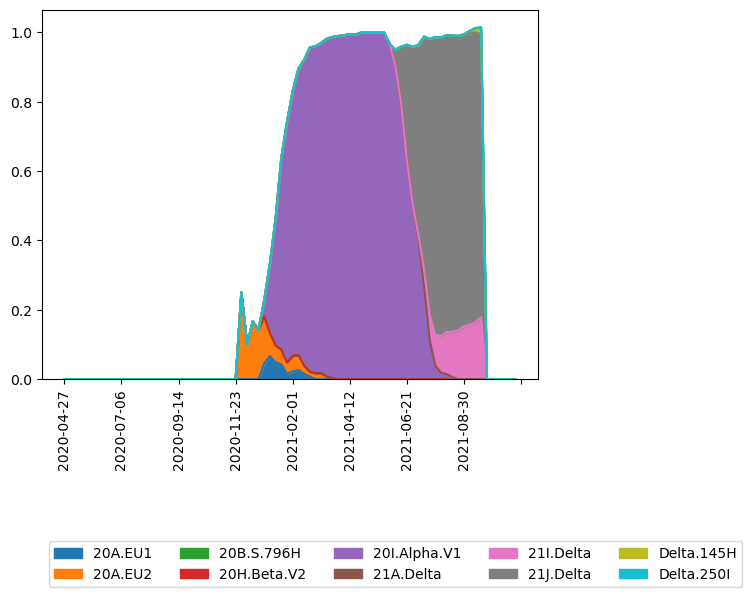 1.0
0.8
0.6
0.4
0.2
0.0
2020-04-27 2020-07-06 2020-09-14 2020-11-23 2021-02-01 2021-04-12 2021-06-21 2021-08-30
20A.EU1 20B.S.796H 20I.Alpha.V1 21I.Delta Delta.145H
20A.EU2 20H.Beta.V2 21A.Delta 21J.Delta Delta.250I